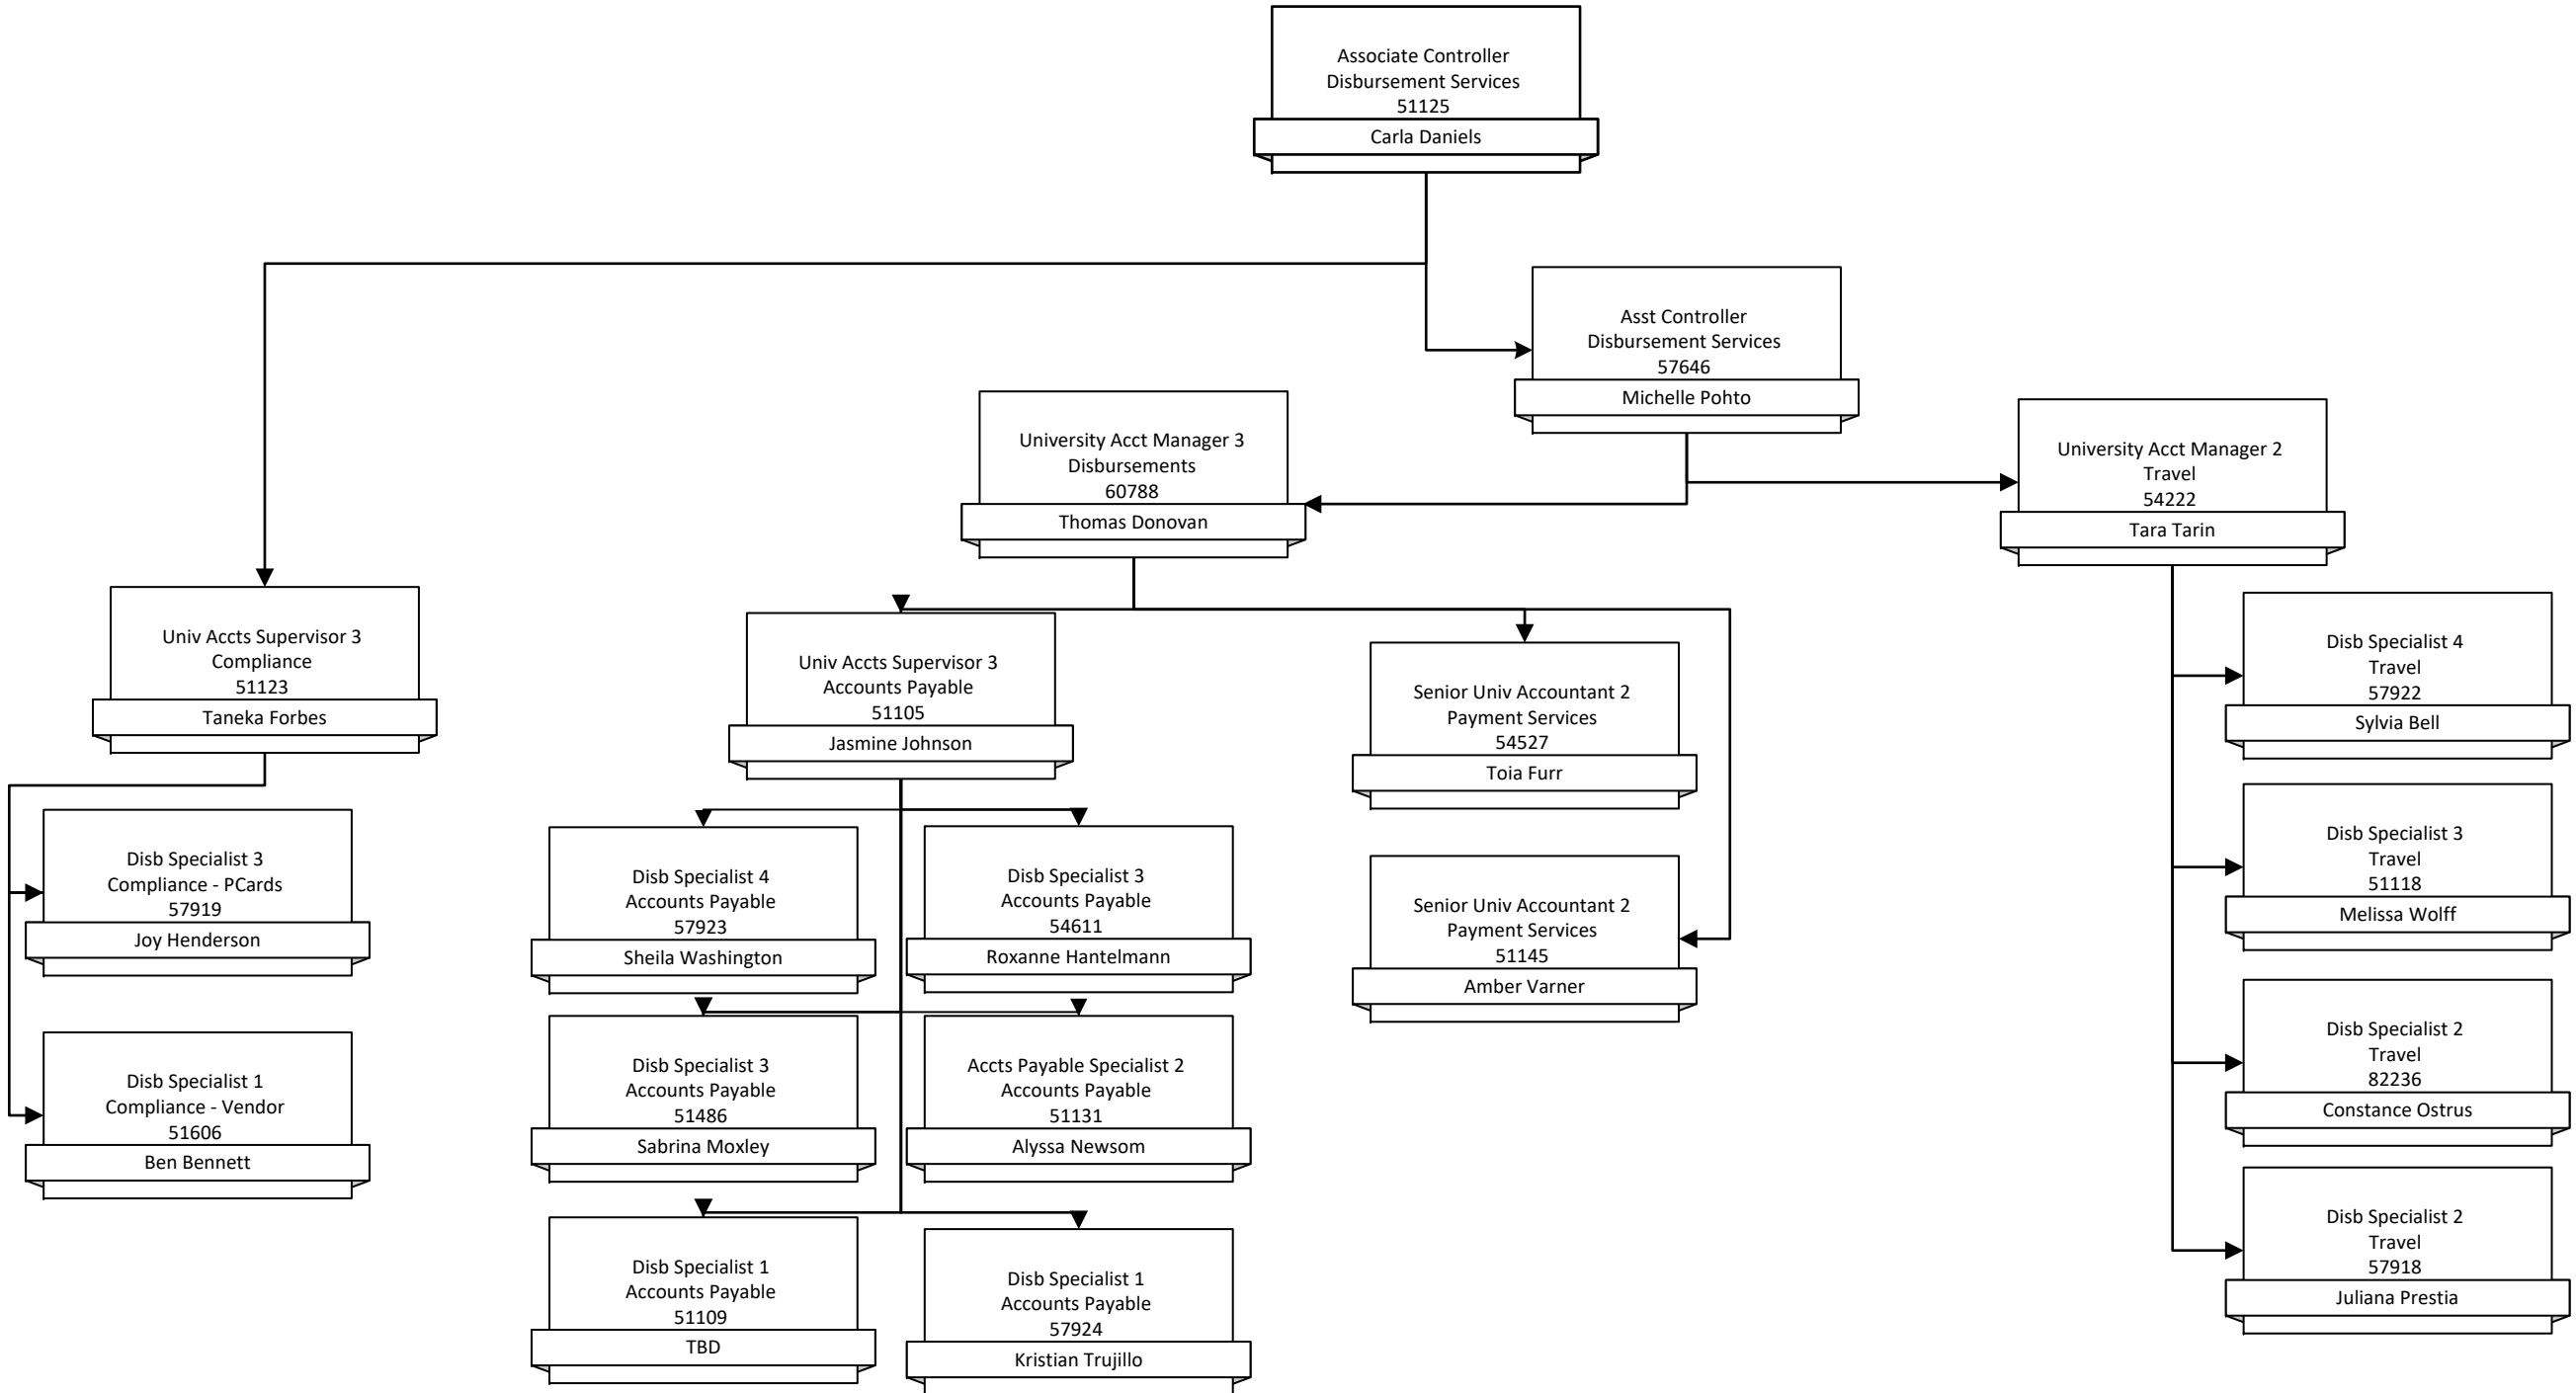 Associate Controller
Disbursement Services
51125
Carla Daniels
Asst Controller
Disbursement Services
57646
Michelle Pohto
University Acct Manager 3
Disbursements
60788
Thomas Donovan
University Acct Manager 2
Travel
54222
Tara Tarin
Univ Accts Supervisor 3
Compliance
51123
Taneka Forbes
Univ Accts Supervisor 3
Accounts Payable
51105
Jasmine Johnson
Senior Univ Accountant 2
Payment Services
54527
Toia Furr
Disb Specialist 4
Travel
57922
Sylvia Bell
Disb Specialist 3
Compliance - PCards
57919
Joy Henderson
Disb Specialist 4
Accounts Payable
57923
Sheila Washington
Disb Specialist 3
Accounts Payable
54611
Roxanne Hantelmann
Senior Univ Accountant 2
Payment Services
51145
Amber Varner
Disb Specialist 3
Travel
51118
Melissa Wolff
Disb Specialist 1
Compliance - Vendor
51606
Ben Bennett
Disb Specialist 3
Accounts Payable
51486
Sabrina Moxley
Accts Payable Specialist 2
Accounts Payable
51131
Alyssa Newsom
Disb Specialist 2
Travel
82236
Constance Ostrus
Disb Specialist 1
Accounts Payable
51109
TBD
Disb Specialist 1
Accounts Payable
57924
Kristian Trujillo
Disb Specialist 2
Travel
57918
Juliana Prestia